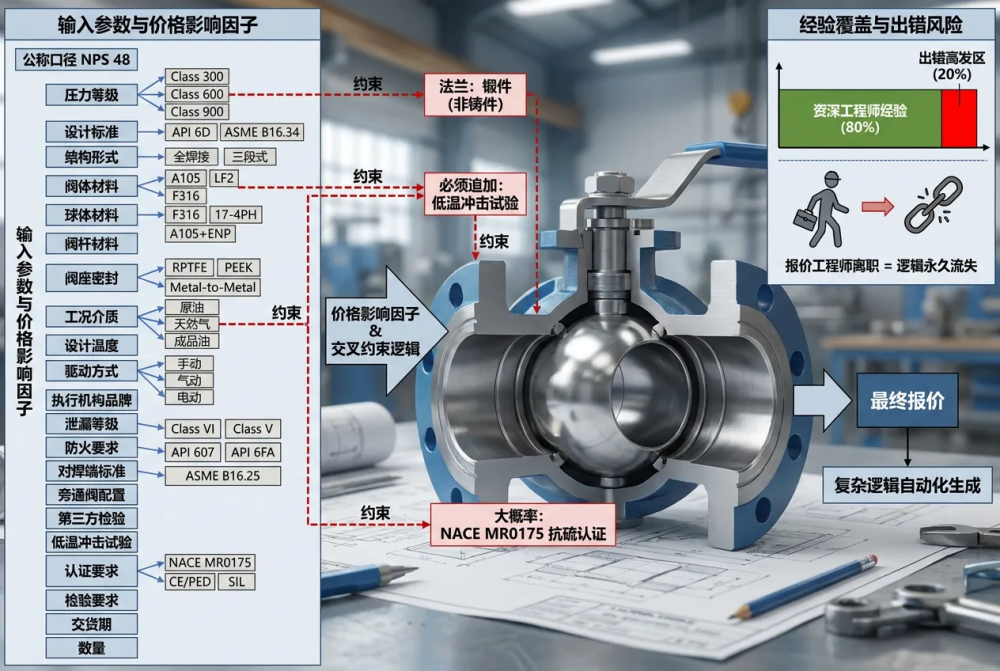 输入参数与价格影响因子
输入参数与价格影响因子
公称口径 NPS 48
压力等级
Class 300
Class 600
Class 900
设计标准
API 6D
ASME B16.34
结构形式
全焊接
三段式
阀体材料
A105
LF2
F316
球体材料
F316
17-4PH
A105+ENP
阀杆材料
阀座密封
RPTFE
PEEK
Metal-to-Metal
工况介质
原油
天然气
成品油
设计温度
驱动方式
手动
气动
电动
执行机构品牌
泄漏等级
Class VI
Class V
防火要求
API 607
API 6FA
对焊端标准
ASME B16.25
旁通阀配置
第三方检验
低温冲击试验
认证要求
NACE MR0175
CE/PED
SIL
检验要求
交货期
数量
约束
法兰：锻件
(非铸件)
约束
必须追加：
低温冲击试验
约束
约束
价格影响因子
&
交叉约束逻辑
约束
大概率：
NACE MR0175 抗硫认证
经验覆盖与出错风险
出错高发区
(20%)
资深工程师经验
(80%)
报价工程师离职 = 逻辑永久流失
最终报价
复杂逻辑自动化生成